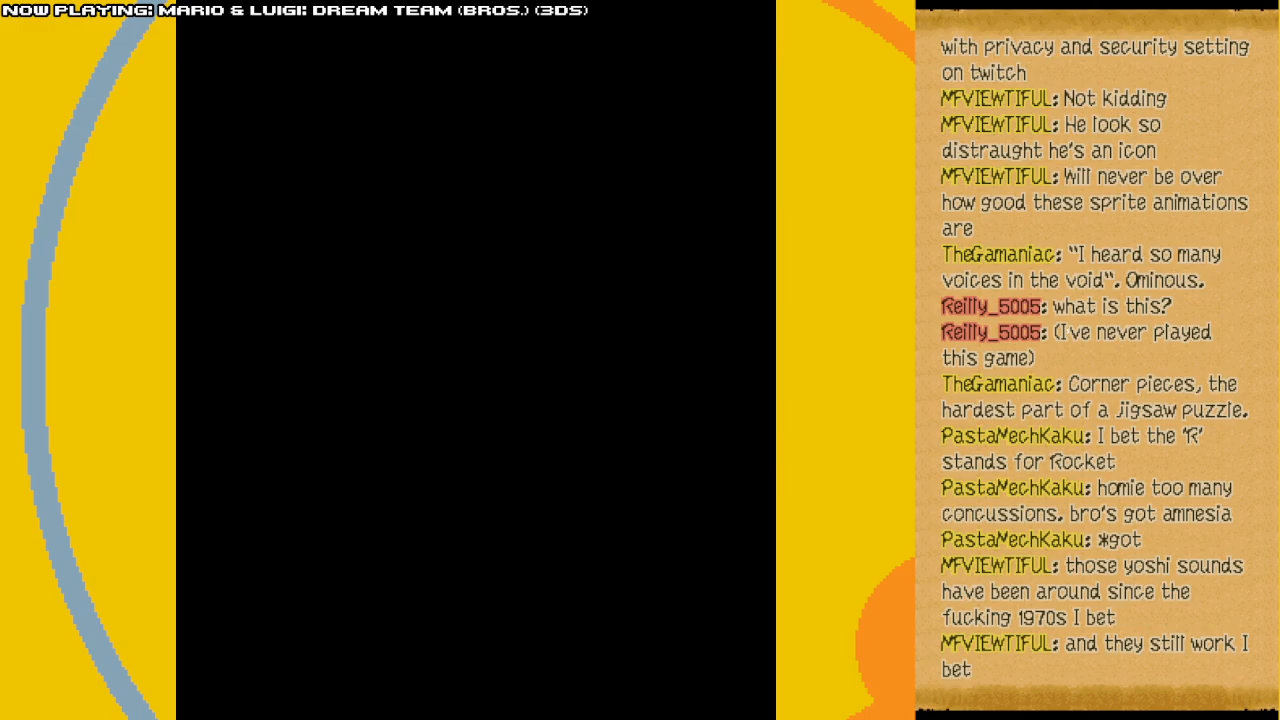 NOW PLAYING: MARIO & LUIGI: DREAM TEAM (BROS.) (3DS)
with privacy and security setting
on twitch
MFVIEWTIFUL: Not kidding
MFVIEWTIFUL: He look so
distraught he's an icon
MFVIEWTIFUL: Will never be over
how good these sprite animations
are
TheGamaniac: "I heard so many
voices in the void". Ominous.
Reilly_5005: what is this?
Reilly_5005: (I've never played
this game)
TheGamaniac: Corner pieces, the
hardest part of a jigsaw puzzle.
PastaMechKaku: I bet the 'R'
stands for Rocket
PastaMechKaku: homie too many
concussions. bro's got amnesia
PastaMechKaku: *got
MFVIEWTIFUL: those yoshi sounds
have been around since the
fucking 1970s I bet
MFVIEWTIFUL: and they still work I
bet